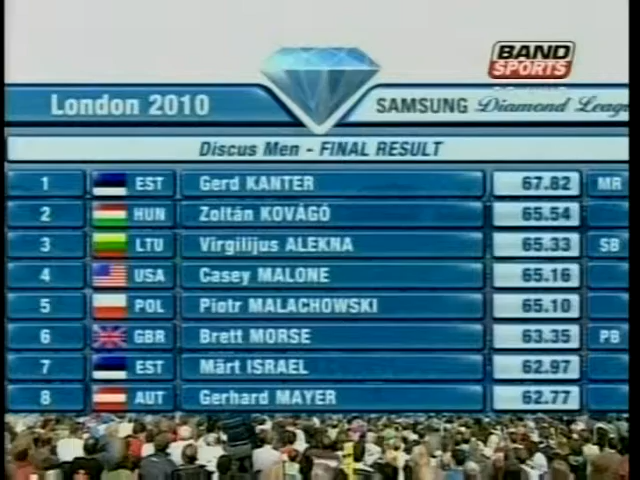 BAND
SPORTS
London 2010
SAMSUNG Diamond Leag
Discus Men - FINAL RESULT
1 EST Gerd KANTER 67.82 MR
2 HUN Zoltán KOVÁGÓ 65.54
3 LTU Virgilijus ALEKNA 65.33 SB
4 USA Casey MALONE 65.16
5 POL Piotr MALACHOWSKI 65.10
6 GBR Brett MORSE 63.35 PB
7 EST Märt ISRAEL 62.97
8 AUT Gerhard MAYER 62.77